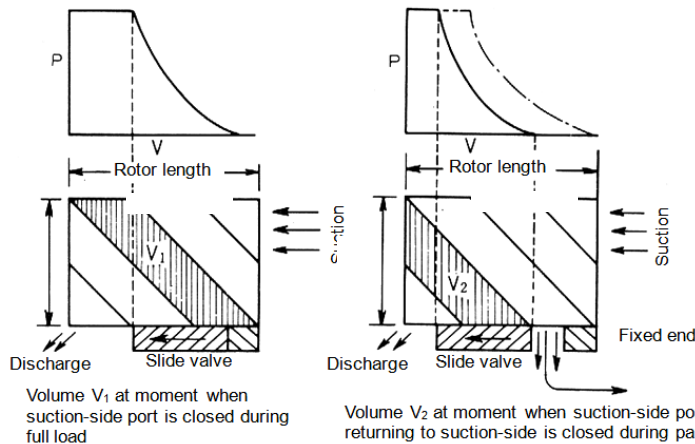 P
V
Rotor length
V₁
Suction
Discharge
Slide valve
Volume V₁ at moment when
suction-side port is closed during
full load
P
V
Rotor length
V₂
Suction
Fixed end
Discharge
Slide valve
Volume V₂ at moment when suction-side po
returning to suction-side is closed during pa